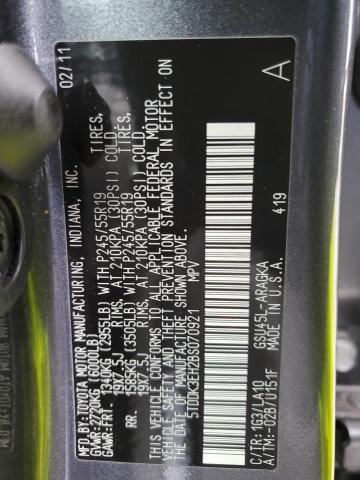 MFG.BY:TOYOTA MOTOR MANUFACTURING, INDIANA, INC. 02/11
GVWR:2720KG(6000LB)
GAWR:FRT. 1340KG(2955LB)WITH P245/55R19 TIRES,
19X7.5J RIMS, AT 210KPA(30PSI)COLD.
RR. 1585KG(3505LB)WITH P245/55R19 TIRES,
19X7.5J RIMS, AT 210KPA(30PSI)COLD.
THIS VEHICLE CONFORMS TO ALL APPLICABLE FEDERAL MOTOR
VEHICLE SAFETY AND THEFT PREVENTION STANDARDS IN EFFECT ON
THE DATE OF MANUFACTURE SHOWN ABOVE.
5TDDK3EH2BS070921 MPV
A
419
C/TR:1G3/LA10 GSU45L-ARAGKA
A/TM:-02B/U151F MADE IN U.S.A.